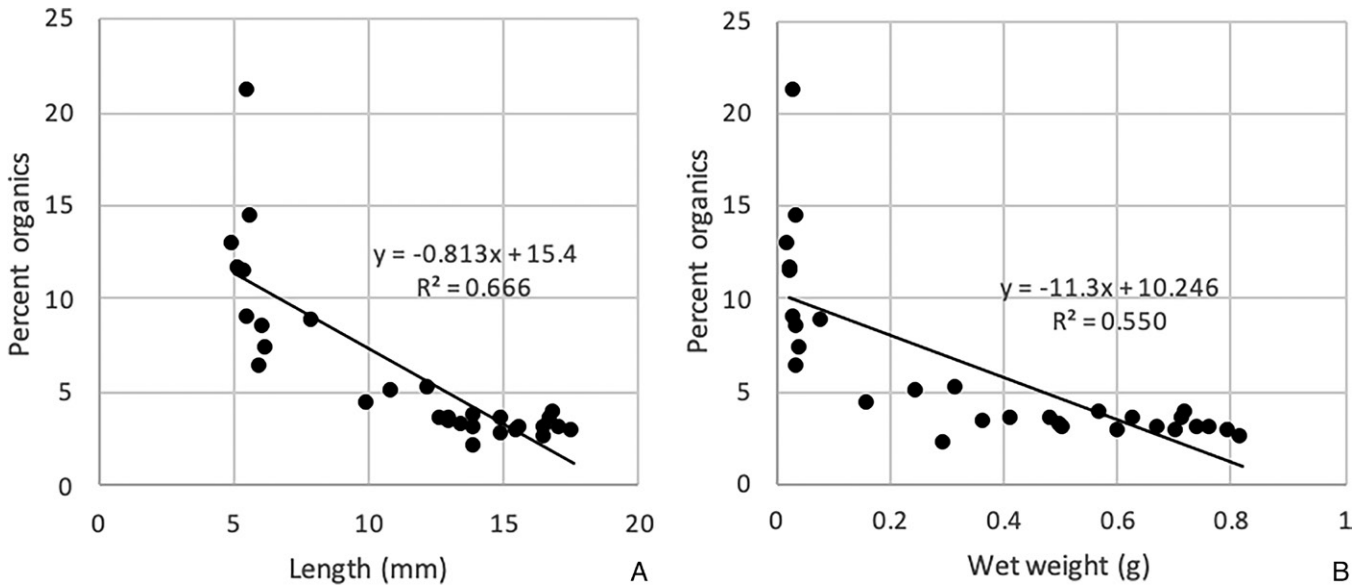 25
20
15
10
5
0
Percent organics
y = -0.813x + 15.4
R² = 0.666
0 5 10 15 20
Length (mm)
A
25
20
15
10
5
0
Percent organics
y = -11.3x + 10.246
R² = 0.550
0 0.2 0.4 0.6 0.8 1
Wet weight (g)
B